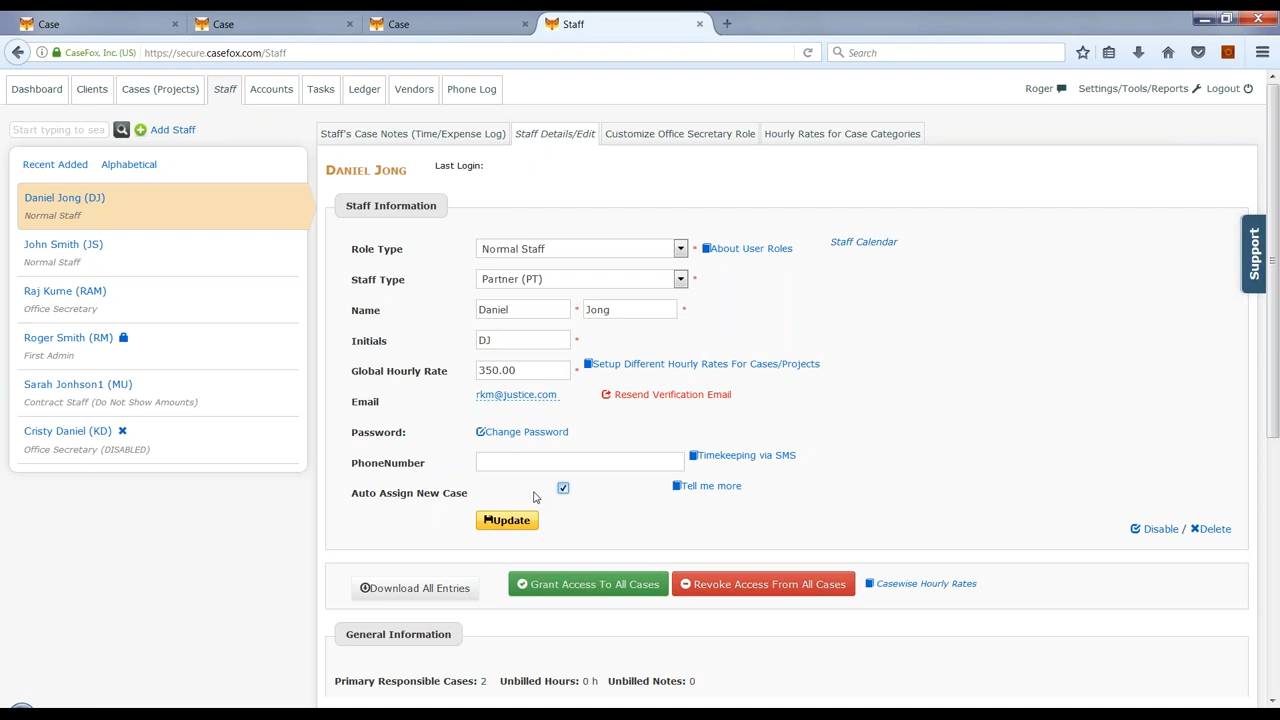 Case
Case
Case
Staff
CaseFox, Inc. (US)
https://secure.casefox.com/Staff
Search
Dashboard
Clients
Cases (Projects)
Staff
Accounts
Tasks
Ledger
Vendors
Phone Log
Roger
Settings/Tools/Reports
Logout
Start typing to sea
Add Staff
Recent Added
Alphabetical
Daniel Jong (DJ)
Normal Staff
John Smith (JS)
Normal Staff
Raj Kume (RAM)
Office Secretary
Roger Smith (RM)
First Admin
Sarah Jonhson1 (MU)
Contract Staff (Do Not Show Amounts)
Cristy Daniel (KD)
Office Secretary (DISABLED)
Staff's Case Notes (Time/Expense Log)
Staff Details/Edit
Customize Office Secretary Role
Hourly Rates for Case Categories
DANIEL JONG
Last Login:
Staff Information
Role Type
Normal Staff
*
About User Roles
Staff Calendar
Staff Type
Partner (PT)
*
Name
Daniel
*
Jong
*
Initials
DJ
*
Global Hourly Rate
350.00
*
Setup Different Hourly Rates For Cases/Projects
Email
rkm@justice.com
Resend Verification Email
Password:
Change Password
PhoneNumber
Timekeeping via SMS
Auto Assign New Case
Tell me more
Update
Disable / Delete
Download All Entries
Grant Access To All Cases
Revoke Access From All Cases
Casewise Hourly Rates
General Information
Primary Responsible Cases: 2 Unbilled Hours: 0 h Unbilled Notes: 0
Support